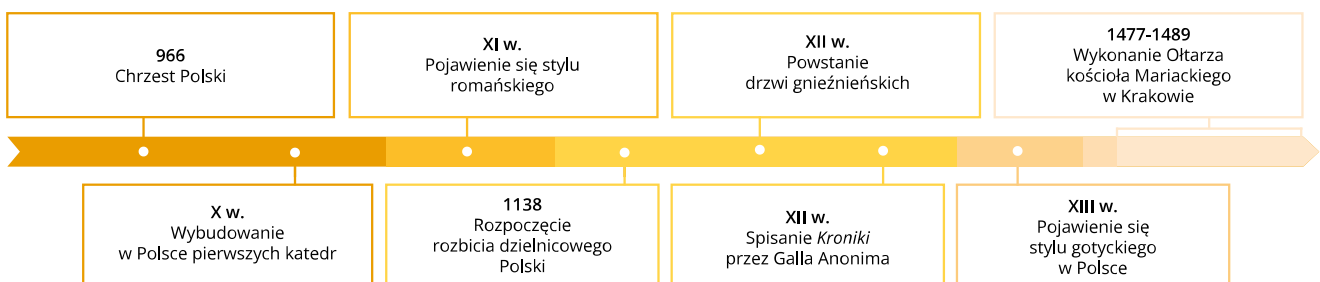 966
Chrzest Polski
XI w.
Pojawienie się stylu
romańskiego
XII w.
Powstanie
drzwi gnieźnieńskich
1477-1489
Wykonanie Ołtarza
kościoła Mariackiego
w Krakowie
X w.
Wybudowanie
w Polsce pierwszych katedr
1138
Rozpoczęcie
rozbicia dzielnicowego
Polski
XII w.
Spisanie Kroniki
przez Galla Anonima
XIII w.
Pojawienie się
stylu gotyckiego
w Polsce